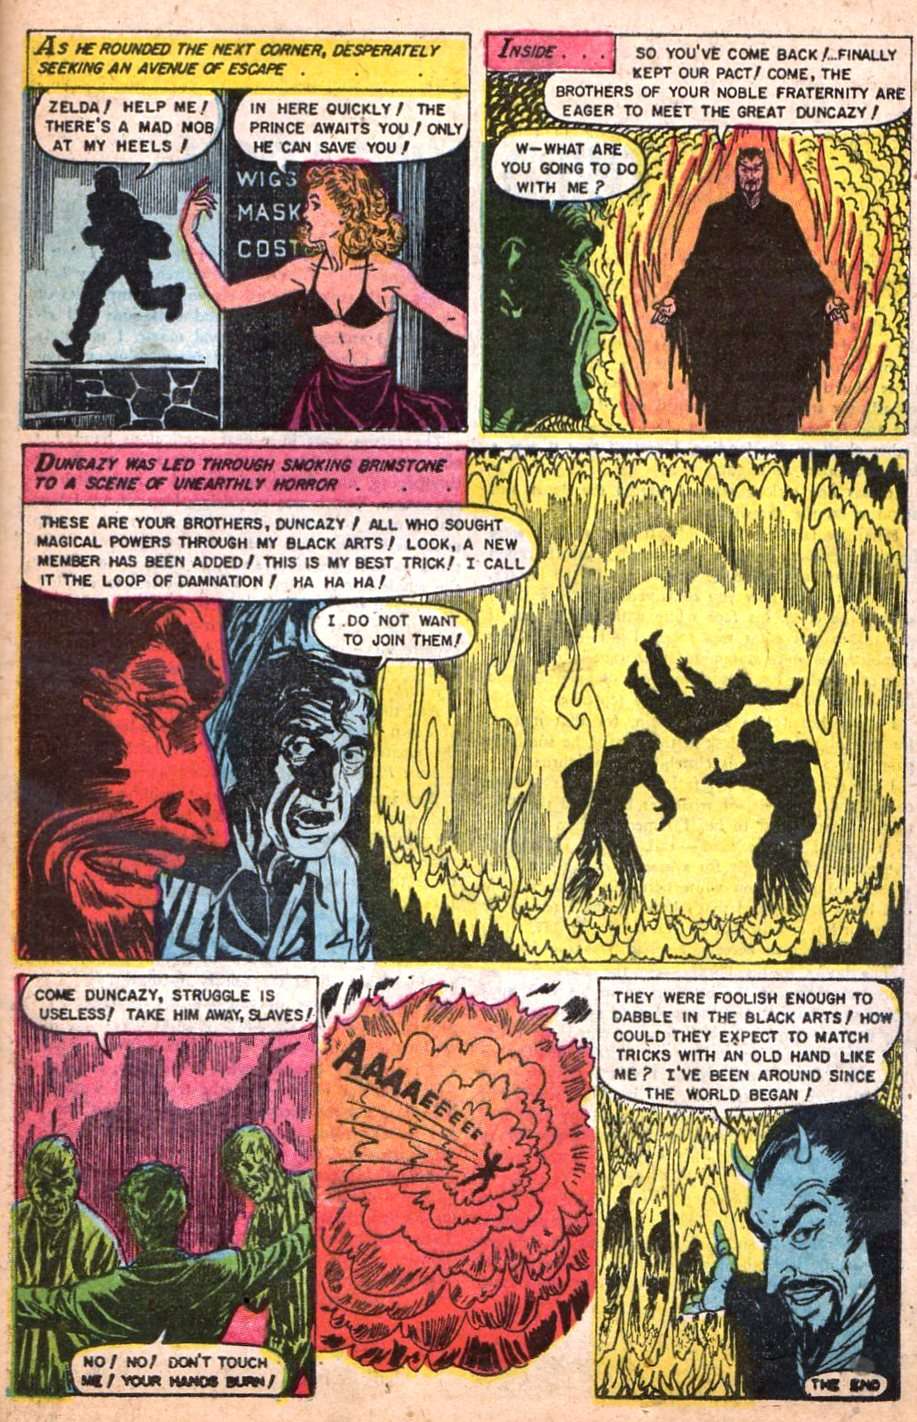 AS HE ROUNDED THE NEXT CORNER, DESPERATELY
SEEKING AN AVENUE OF ESCAPE . . . .
ZELDA! HELP ME!
THERE'S A MAD MOB
AT MY HEELS!
IN HERE QUICKLY! THE
PRINCE AWAITS YOU! ONLY
HE CAN SAVE YOU!
WIGS
MASK
COST
INSIDE . . .
SO YOU'VE COME BACK!...FINALLY
KEPT OUR PACT! COME, THE
BROTHERS OF YOUR NOBLE FRATERNITY ARE
EAGER TO MEET THE GREAT DUNCAZY!
W-WHAT ARE
YOU GOING TO DO
WITH ME?
DUNCAZY WAS LED THROUGH SMOKING BRIMSTONE
TO A SCENE OF UNEARTHLY HORROR . . . .
THESE ARE YOUR BROTHERS, DUNCAZY! ALL WHO SOUGHT
MAGICAL POWERS THROUGH MY BLACK ARTS! LOOK, A NEW
MEMBER HAS BEEN ADDED! THIS IS MY BEST TRICK! I CALL
IT THE LOOP OF DAMNATION! HA HA HA!
I DO NOT WANT
TO JOIN THEM!
COME DUNCAZY, STRUGGLE IS
USELESS! TAKE HIM AWAY, SLAVES!
NO! NO! DON'T TOUCH
ME! YOUR HANDS BURN!
AAAAEEEEE
THEY WERE FOOLISH ENOUGH TO
DABBLE IN THE BLACK ARTS! HOW
COULD THEY EXPECT TO MATCH
TRICKS WITH AN OLD HAND LIKE
ME? I'VE BEEN AROUND SINCE
THE WORLD BEGAN!
THE END